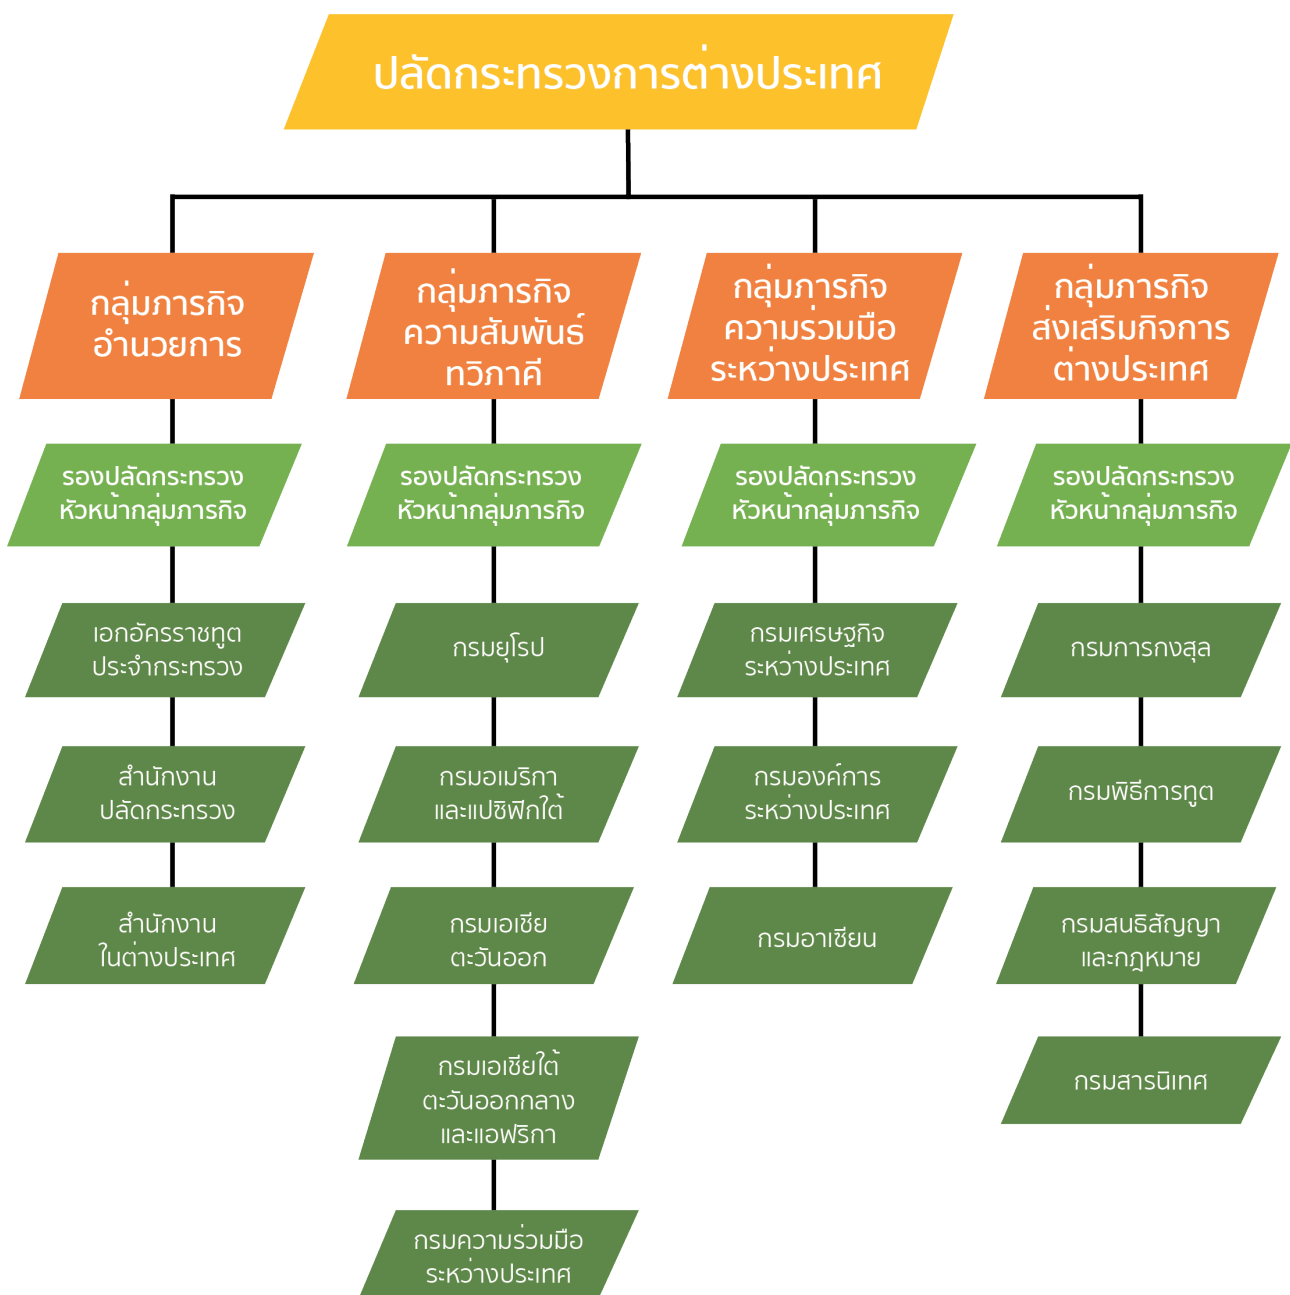 ปลัดกระทรวงการต่างประเทศ
กลุ่มภารกิจ
อำนวยการ
รองปลัดกระทรวง
หัวหน้ากลุ่มภารกิจ
เอกอัครราชทูต
ประจำกระทรวง
สำนักงาน
ปลัดกระทรวง
สำนักงาน
ในต่างประเทศ
กลุ่มภารกิจ
ความสัมพันธ์
ทวิภาคี
รองปลัดกระทรวง
หัวหน้ากลุ่มภารกิจ
กรมยุโรป
กรมอเมริกา
และแปซิฟิกใต้
กรมเอเชีย
ตะวันออก
กรมเอเชียใต้
ตะวันออกกลาง
และแอฟริกา
กรมความร่วมมือ
ระหว่างประเทศ
กลุ่มภารกิจ
ความร่วมมือ
ระหว่างประเทศ
รองปลัดกระทรวง
หัวหน้ากลุ่มภารกิจ
กรมเศรษฐกิจ
ระหว่างประเทศ
กรมองค์การ
ระหว่างประเทศ
กรมอาเซียน
กลุ่มภารกิจ
ส่งเสริมกิจการ
ต่างประเทศ
รองปลัดกระทรวง
หัวหน้ากลุ่มภารกิจ
กรมการกงสุล
กรมพิธีการทูต
กรมสนธิสัญญา
และกฎหมาย
กรมสารนิเทศ